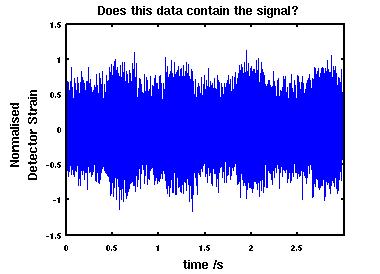 Does this data contain the signal?
1.5
1
0.5
0
-0.5
-1
-1.5
Normalised
Detector Strain
0 0.5 1 1.5 2 2.5
time /s